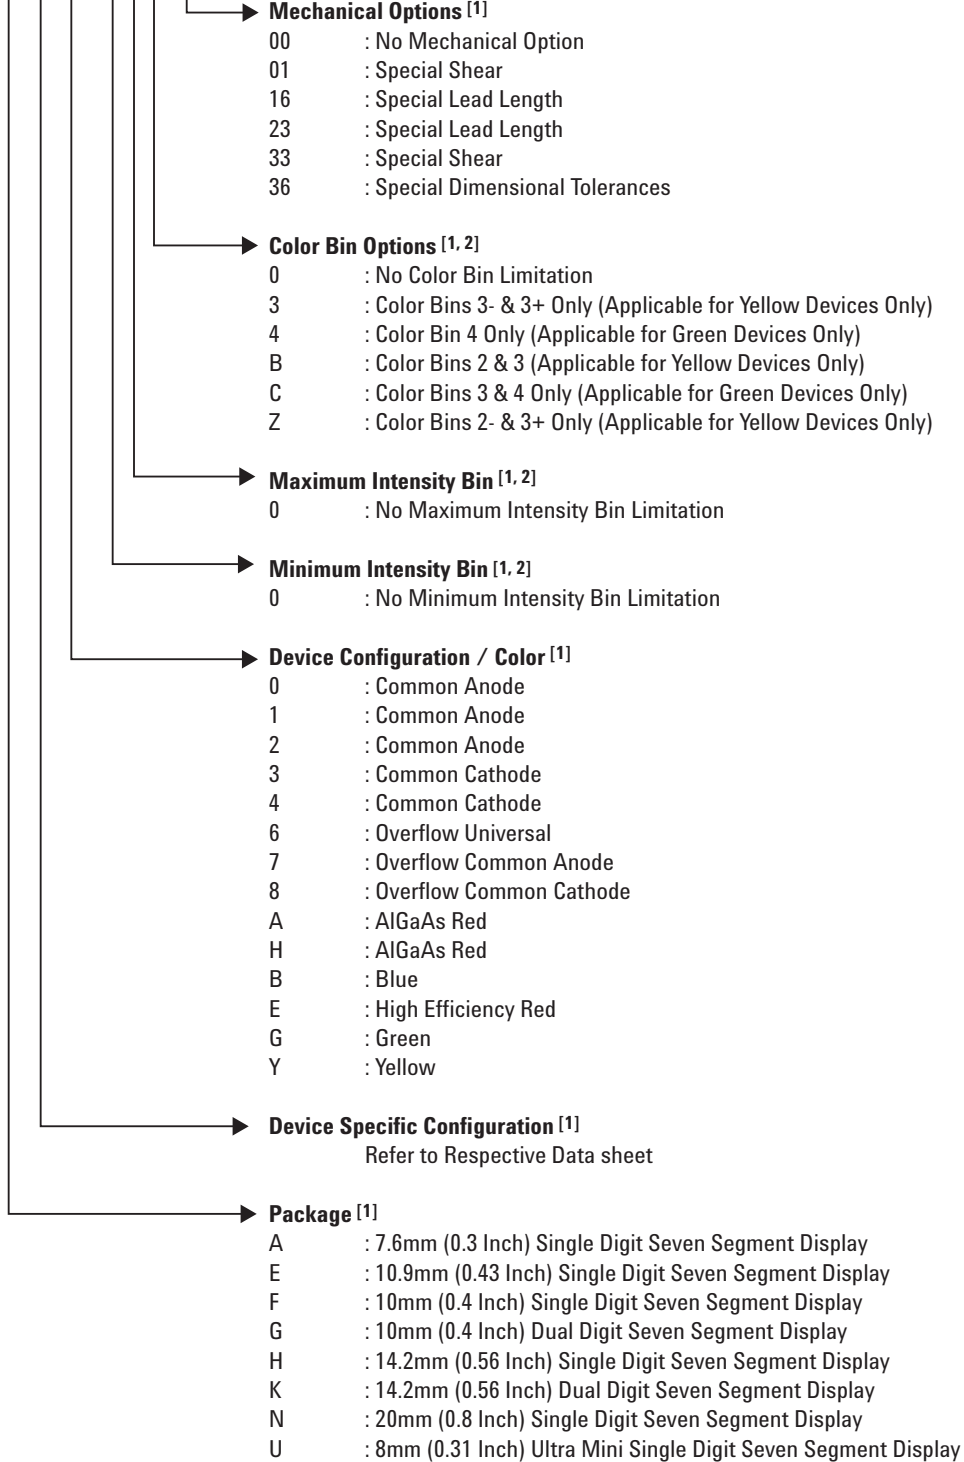 Mechanical Options [1]
00 : No Mechanical Option
01 : Special Shear
16 : Special Lead Length
23 : Special Lead Length
33 : Special Shear
36 : Special Dimensional Tolerances
Color Bin Options [1, 2]
0 : No Color Bin Limitation
3 : Color Bins 3- & 3+ Only (Applicable for Yellow Devices Only)
4 : Color Bin 4 Only (Applicable for Green Devices Only)
B : Color Bins 2 & 3 (Applicable for Yellow Devices Only)
C : Color Bins 3 & 4 Only (Applicable for Green Devices Only)
Z : Color Bins 2- & 3+ Only (Applicable for Yellow Devices Only)
Maximum Intensity Bin [1, 2]
0 : No Maximum Intensity Bin Limitation
Minimum Intensity Bin [1, 2]
0 : No Minimum Intensity Bin Limitation
Device Configuration / Color [1]
0 : Common Anode
1 : Common Anode
2 : Common Anode
3 : Common Cathode
4 : Common Cathode
6 : Overflow Universal
7 : Overflow Common Anode
8 : Overflow Common Cathode
A : AlGaAs Red
H : AlGaAs Red
B : Blue
E : High Efficiency Red
G : Green
Y : Yellow
Device Specific Configuration [1]
Refer to Respective Data sheet
Package [1]
A : 7.6mm (0.3 Inch) Single Digit Seven Segment Display
E : 10.9mm (0.43 Inch) Single Digit Seven Segment Display
F : 10mm (0.4 Inch) Single Digit Seven Segment Display
G : 10mm (0.4 Inch) Dual Digit Seven Segment Display
H : 14.2mm (0.56 Inch) Single Digit Seven Segment Display
K : 14.2mm (0.56 Inch) Dual Digit Seven Segment Display
N : 20mm (0.8 Inch) Single Digit Seven Segment Display
U : 8mm (0.31 Inch) Ultra Mini Single Digit Seven Segment Display